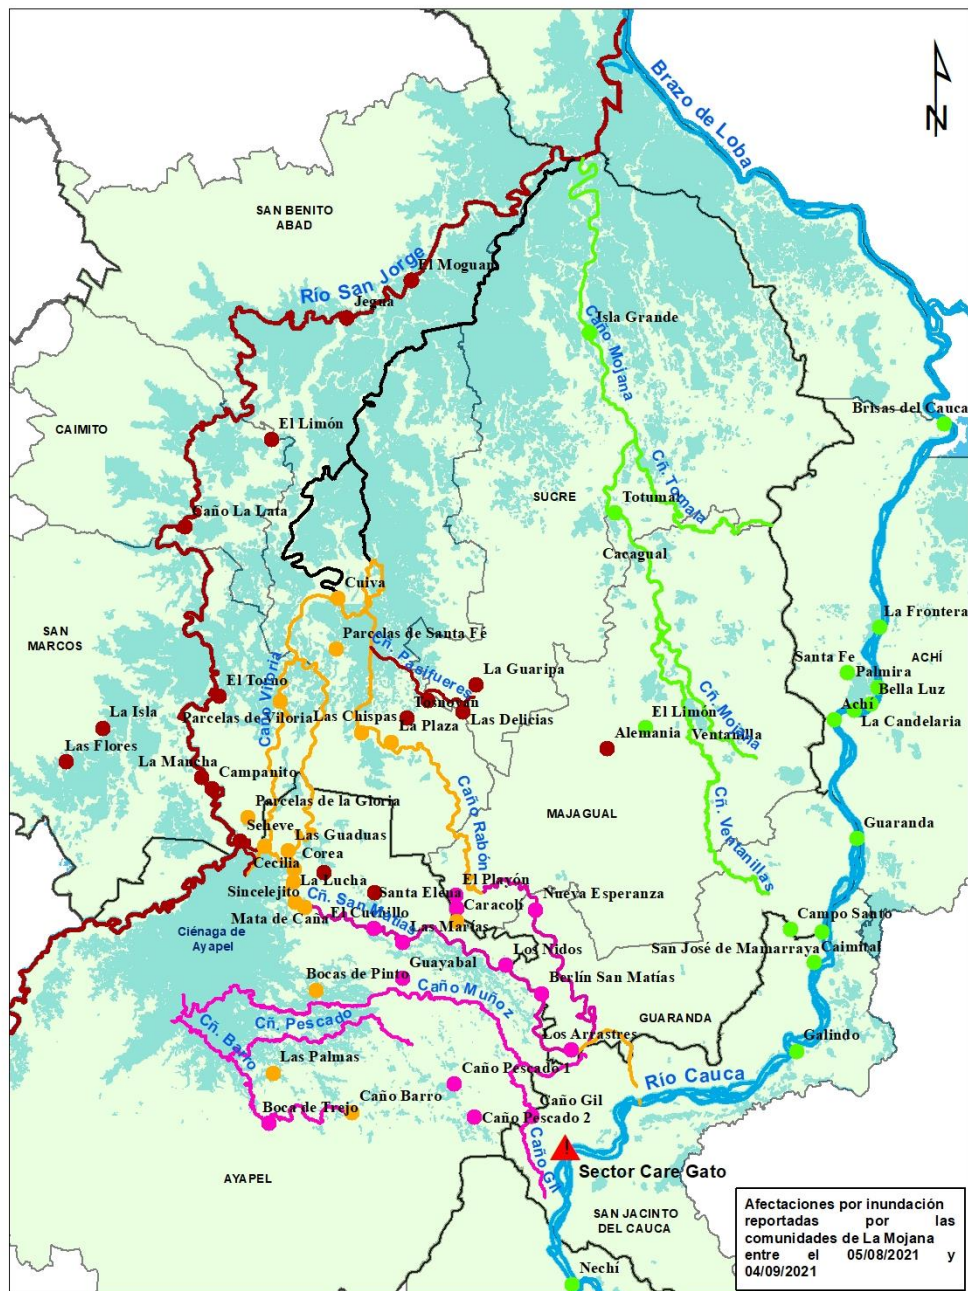 Brazo de Loba
N
SAN BENITO
ABAD
El Moguan
Río San Jorge
Jegua
Isla Grande
Caño Mojana
Brisas del Cauca
CAIMITO
El Limón
Cñ. Tomala
SUCRE
Totumal
Caño La Lata
Cacagual
Cuiva
La Frontera
SAN
MARCOS
Parcelas de Santa Fé
Cñ. Pasifueres
ACHÍ
Santa Fe
Palmira
La Guaripa
El Torno
Caño Viloria
Bella Luz
Cñ. Mojana
Tosnovan
Parcelas de Viloria
Las Chispas
La Isla
La Plaza
Las Delicias
El Limón
Achí
La Candelaria
Las Flores
Alemania
Ventanilla
La Mancha
Campanito
Caño Rabón
Cñ. Ventanillas
Parcelas de la Gloria
MAJAGUAL
Seheve
Las Guaduas
Guaranda
Cecilia
Corea
La Lucha
El Playón
Sincelejito
Santa Elena
Nueva Esperanza
Cñ. San Matías
Caracolí
Mata de Caña
El Cuchillo
Las Marías
Campo Santo
Ciénaga de
Ayapel
Los Nidos
San José de Mamarraya
Caimital
Guayabal
Bocas de Pinto
Caño Muñoz
Berlín San Matías
Cñ. Pescado
GUARANDA
Cñ. Barro
Los Arrastres
Galindo
Las Palmas
Caño Pescado 1
Río Cauca
Caño Barro
Caño Gil
Boca de Trejo
Caño Pescado 2
Caño Gil
!
AYAPEL
Sector Care Gato
SAN JACINTO
DEL CAUCA
Nechí
Afectaciones por inundación
reportadas por las
comunidades de La Mojana
entre el 05/08/2021 y
04/09/2021